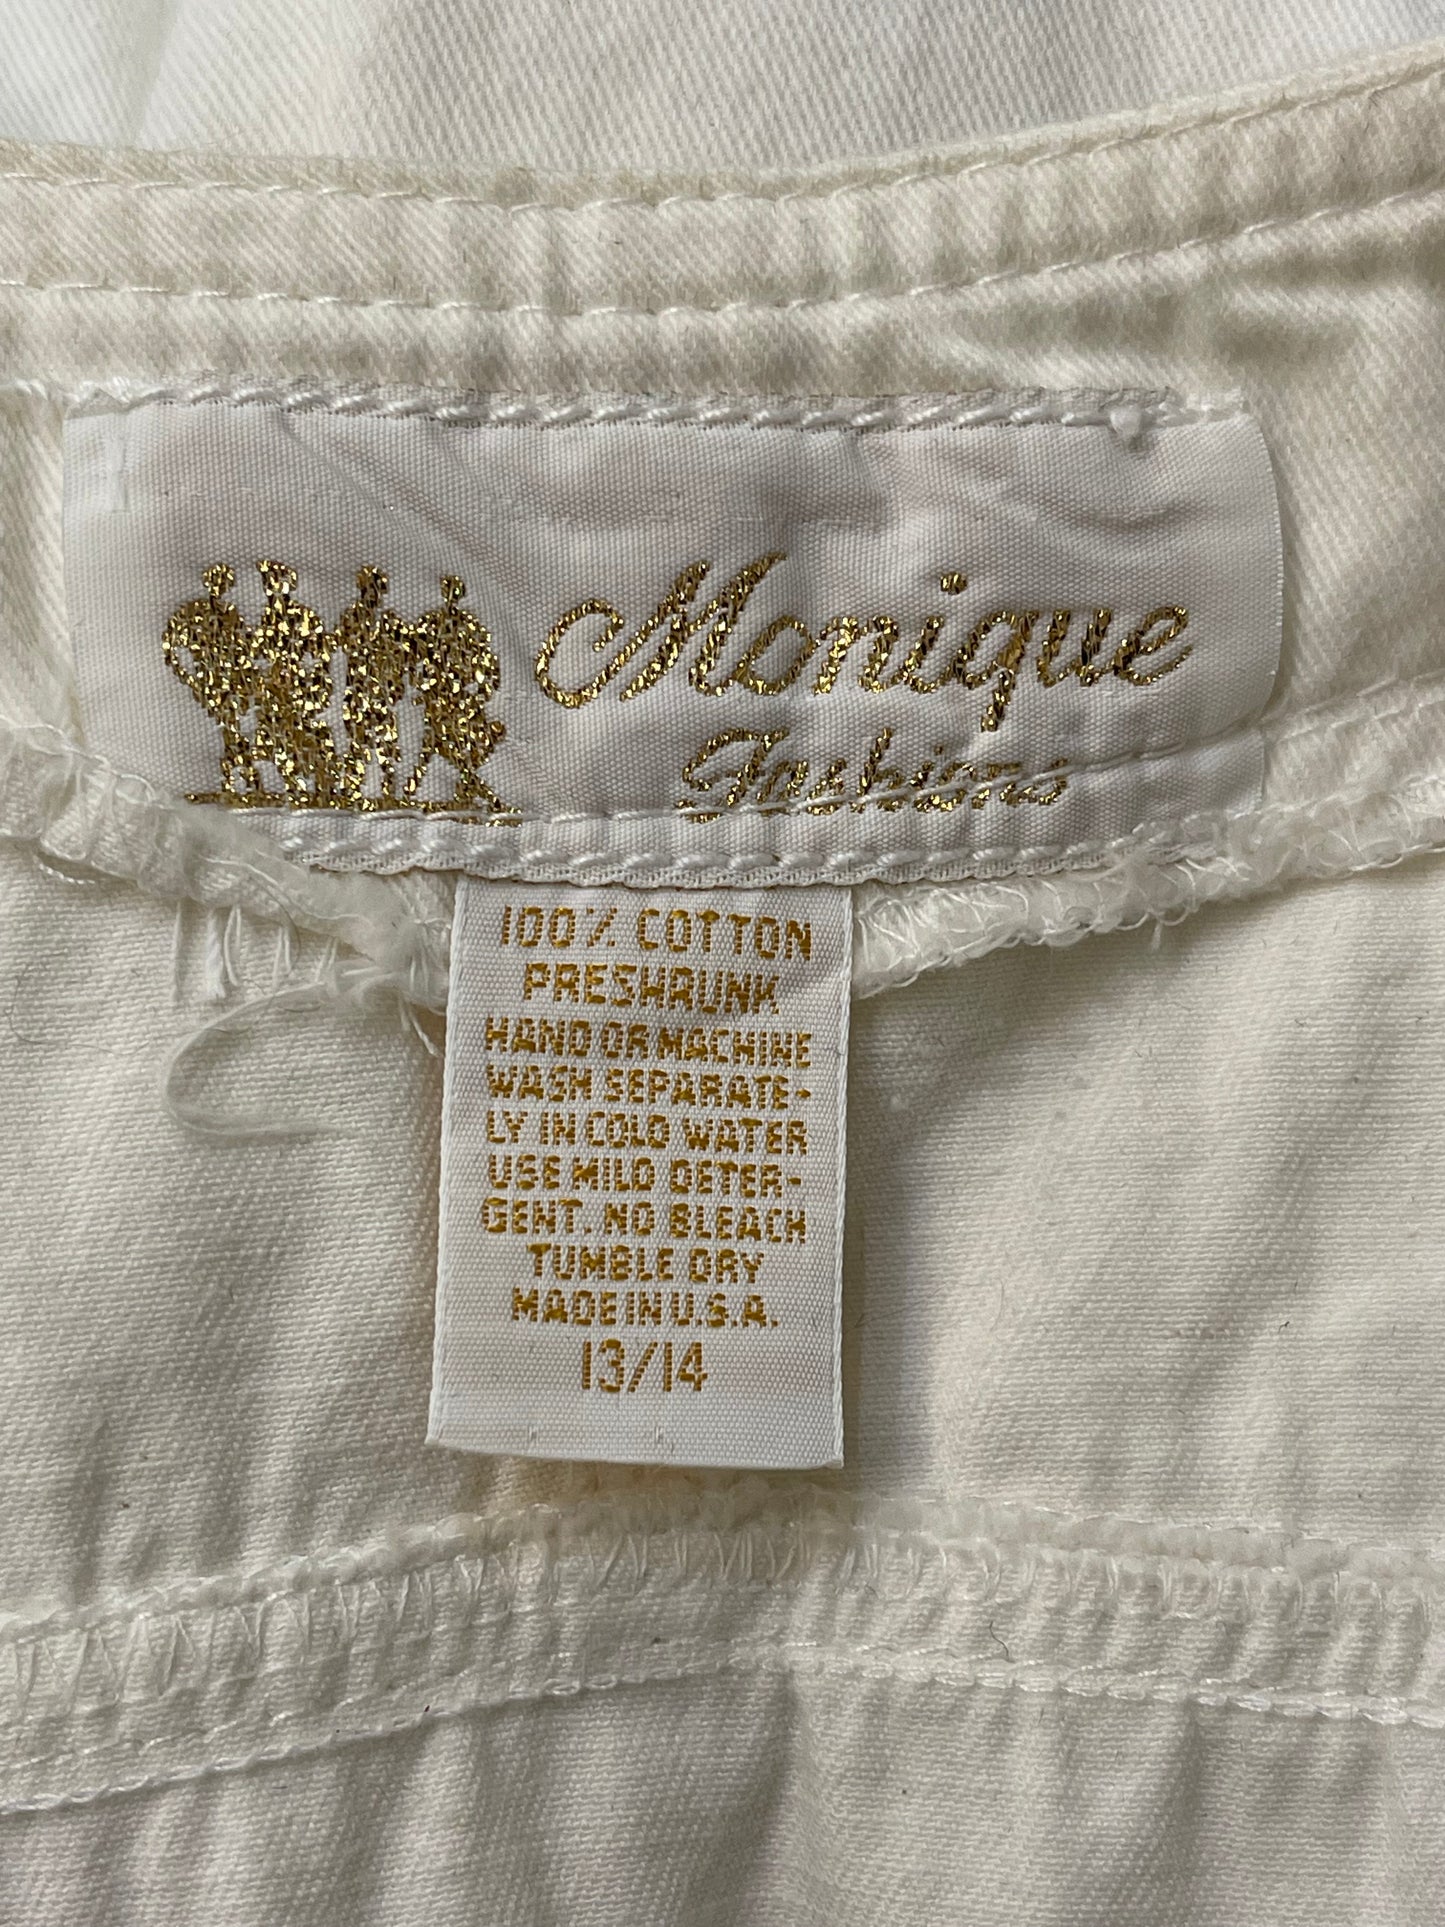 Monique
Fashions
100% COTTON
PRESHRUNK
HAND OR MACHINE
WASH SEPARATE-
LY IN COLD WATER
USE MILD DETER-
GENT. NO BLEACH
TUMBLE DRY
MADE IN U.S.A.
13/14